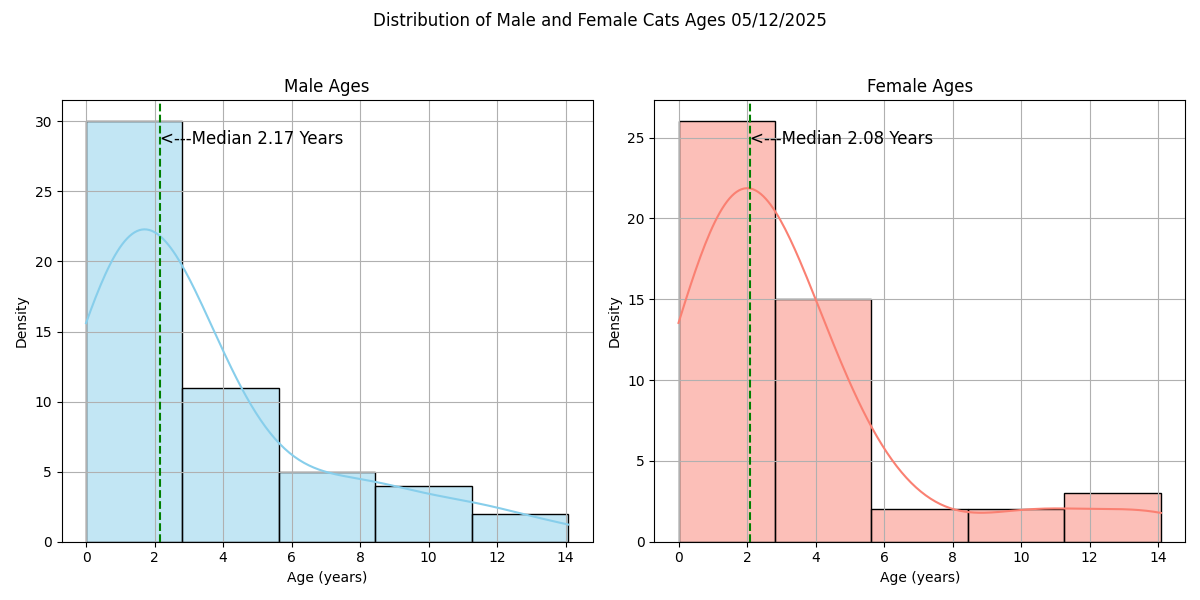 Distribution of Male and Female Cats Ages 05/12/2025
Male Ages
Density
30
25
20
15
10
5
0
<---Median 2.17 Years
0 2 4 6 8 10 12 14
Age (years)
Female Ages
Density
25
20
15
10
5
0
<---Median 2.08 Years
0 2 4 6 8 10 12 14
Age (years)